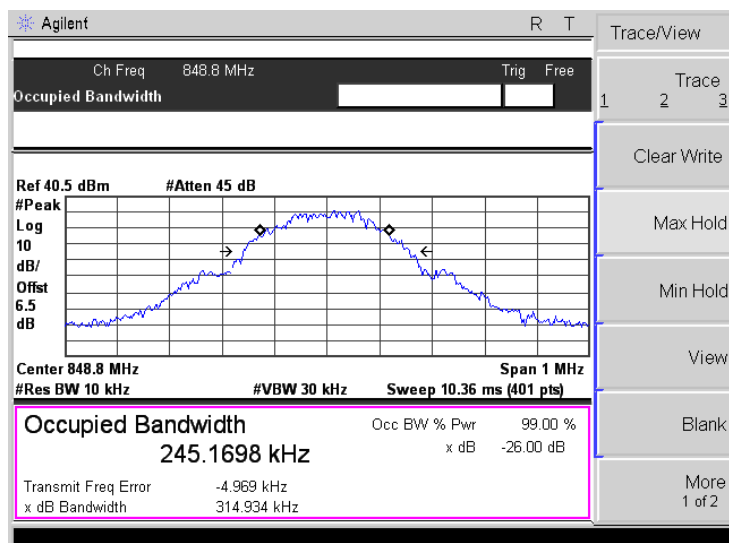 Agilent R T
Trace/View
Ch Freq 848.8 MHz Trig Free
Occupied Bandwidth
Trace
1 2 3
Clear Write
Max Hold
Min Hold
View
Blank
More
1 of 2
Ref 40.5 dBm #Atten 45 dB
#Peak
Log
10
dB/
Offst
6.5
dB
Center 848.8 MHz Span 1 MHz
#Res BW 10 kHz #VBW 30 kHz Sweep 10.36 ms (401 pts)
Occupied Bandwidth Occ BW % Pwr 99.00 %
245.1698 kHz x dB -26.00 dB
Transmit Freq Error -4.969 kHz
x dB Bandwidth 314.934 kHz